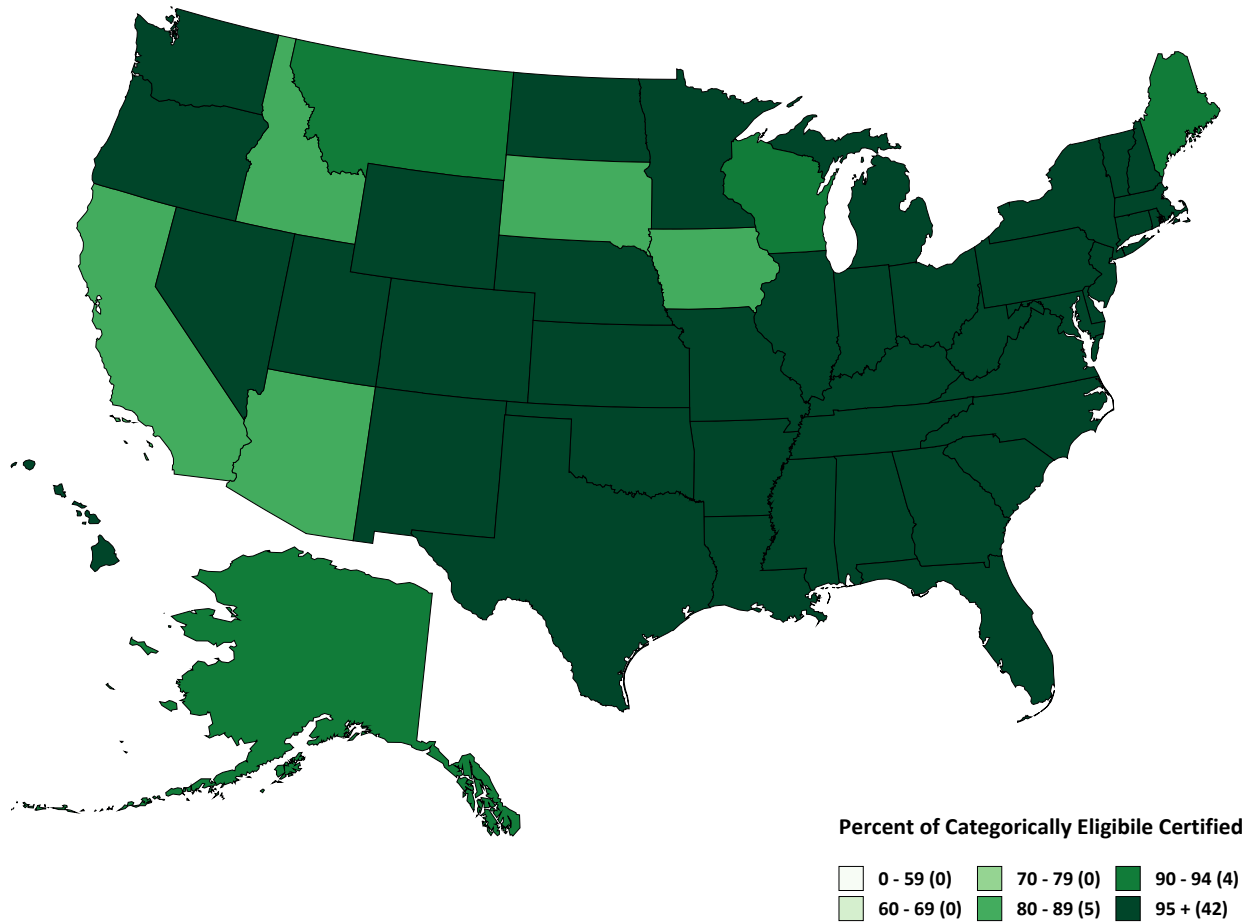 Percent of Categorically Eligibile Certified
0 - 59 (0) 70 - 79 (0) 90 - 94 (4)
60 - 69 (0) 80 - 89 (5) 95 + (42)